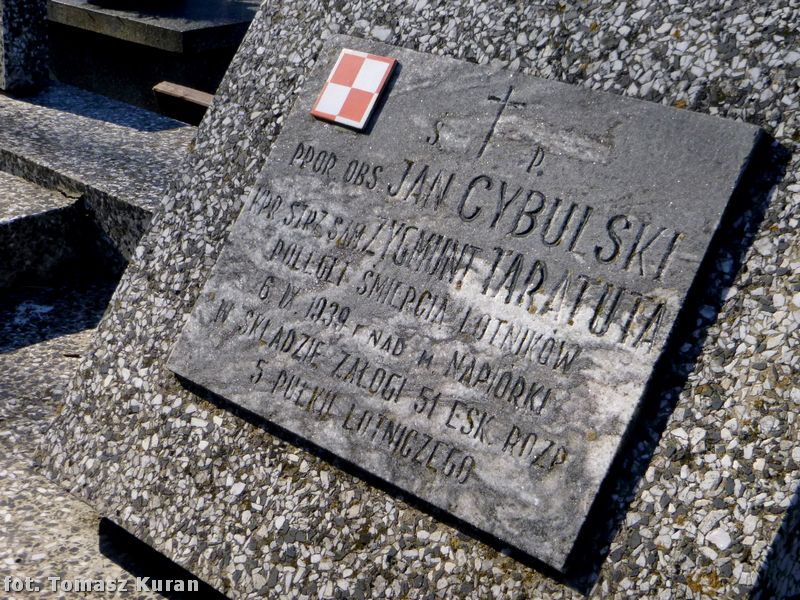 Ś. P.
PPOR. OBS. JAN CYBULSKI
KPR. STRZ. SAM. ZYGMUNT TARATUTA
POLEGLI ŚMIERCIĄ LOTNIKÓW
6 IX 1939 r. NAD M. NAPIÓRKI
W SKŁADZIE ZAŁOGI 51 ESK. ROZP.
5 PUŁKU LOTNICZEGO
fot. Tomasz Kuran